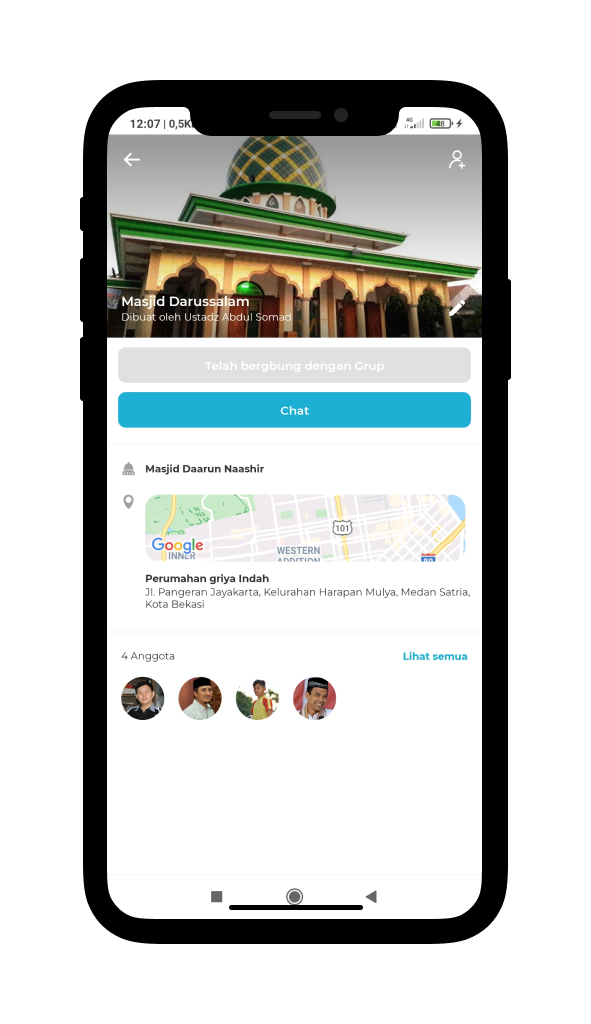 12:07 | 0,5K
4G
48
Masjid Darussalam
Dibuat oleh Ustadz Abdul Somad
Telah bergbung dengan Grup
Chat
Masjid Daarun Naashir
101
Google
INNER
WESTERN
ADDITION
80
Perumahan griya Indah
Jl. Pangeran Jayakarta, Kelurahan Harapan Mulya, Medan Satria,
Kota Bekasi
4 Anggota
Lihat semua